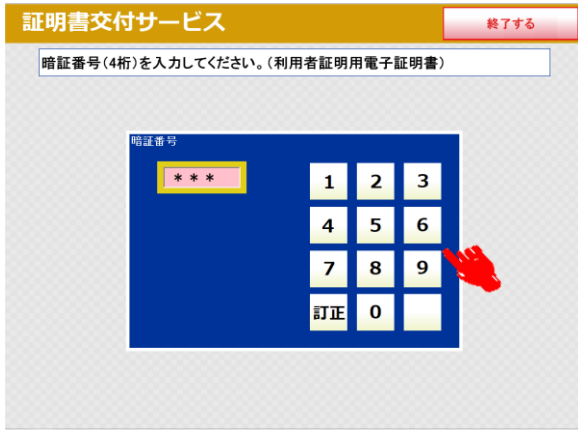 証明書交付サービス 終了する
暗証番号(4桁)を入力してください。(利用者証明用電子証明書)
暗証番号
* * *
1 2 3
4 5 6
7 8 9
訂正 0